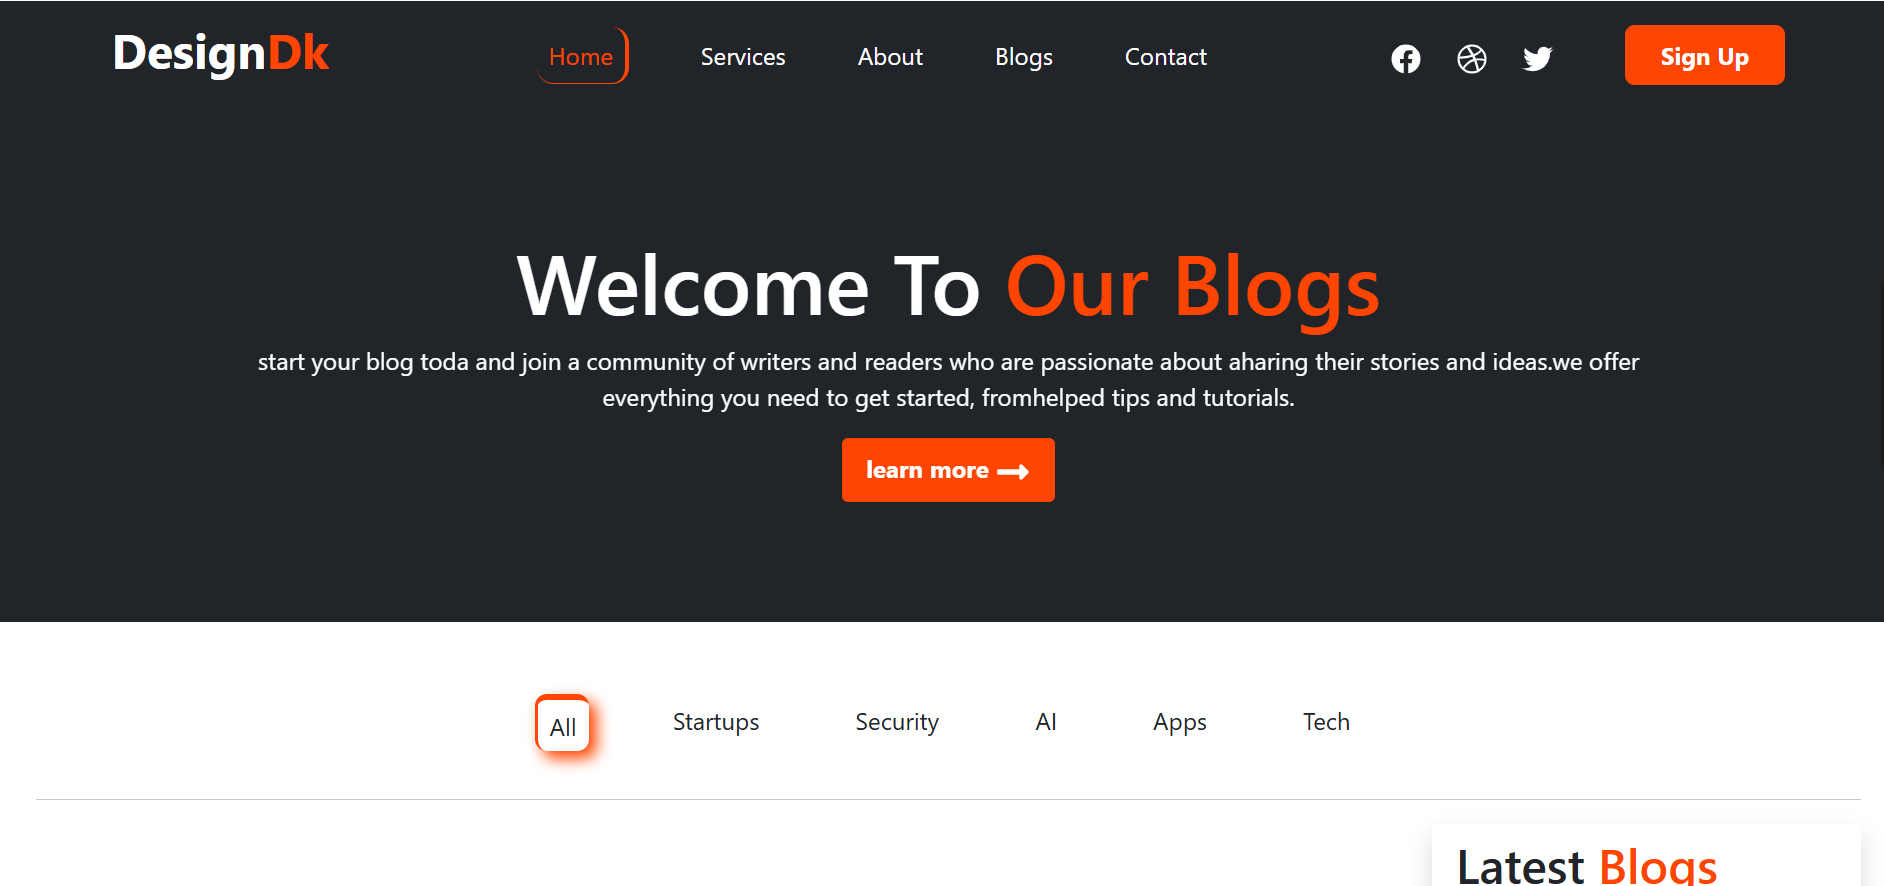 DesignDk
Home Services About Blogs Contact
Sign Up
Welcome To Our Blogs
start your blog toda and join a community of writers and readers who are passionate about aharing their stories and ideas.we offer
everything you need to get started, fromhelped tips and tutorials.
learn more
All Startups Security AI Apps Tech
Latest Blogs